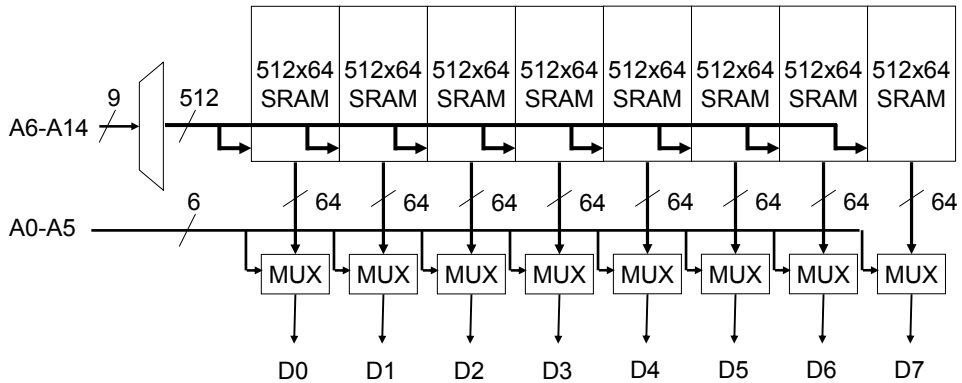 512x64 512x64 512x64 512x64 512x64 512x64 512x64 512x64
SRAM SRAM SRAM SRAM SRAM SRAM SRAM SRAM
9 512
A6-A14
6 64 64 64 64 64 64 64 64
A0-A5
MUX MUX MUX MUX MUX MUX MUX MUX
D0 D1 D2 D3 D4 D5 D6 D7